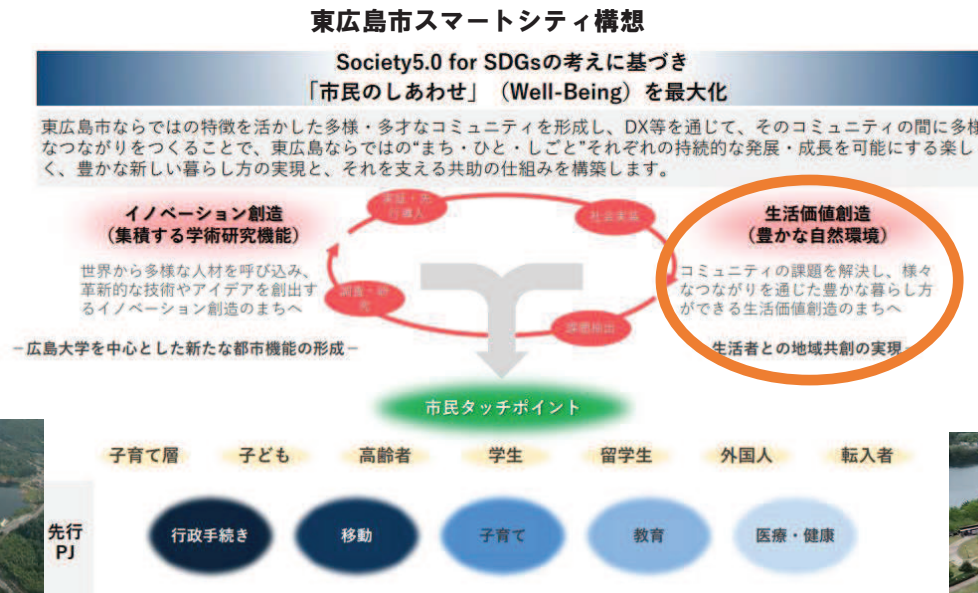 東広島市スマートシティ構想
Society5.0 for SDGsの考えに基づき
「市民のしあわせ」（Well-Being）を最大化
東広島市ならではの特徴を活かした多様・多才なコミュニティを形成し、DX等を通じて、そのコミュニティの間に多様
なつながりをつくることで、東広島ならではの“まち・ひと・しごと”それぞれの持続的な発展・成長を可能にする楽し
く、豊かな新しい暮らし方の実現と、それを支える共助の仕組みを構築します。
イノベーション創造
（集積する学術研究機能）
世界から多様な人材を呼び込み、
革新的な技術やアイデアを創出す
るイノベーション創造のまちへ
－広島大学を中心とした新たな都市機能の形成－
実証・先
行導入
社会実装
調査・研
究
課題抽出
生活価値創造
（豊かな自然環境）
コミュニティの課題を解決し、様々
なつながりを通じた豊かな暮らし方
ができる生活価値創造のまちへ
生活者との地域共創の実現－
市民タッチポイント
子育て層 子ども 高齢者 学生 留学生 外国人 転入者
先行
PJ
行政手続き 移動 子育て 教育 医療・健康